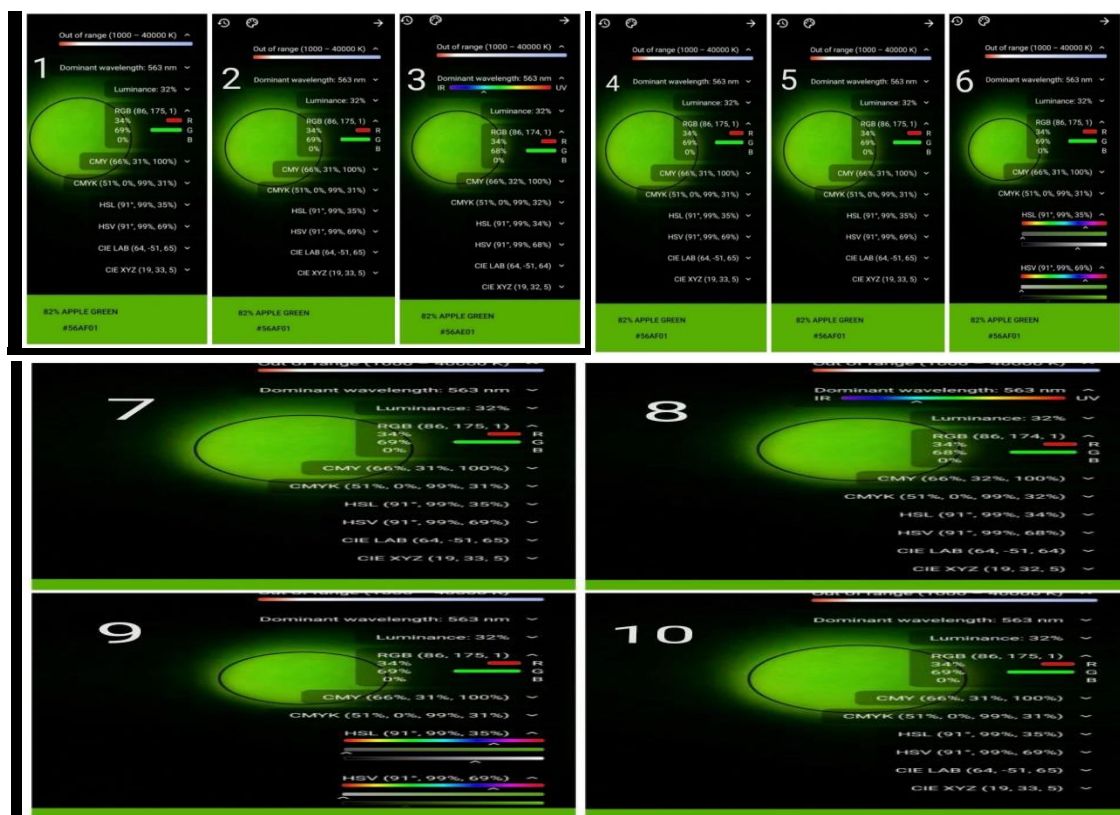 1
Out of range (1000 – 40000 K)
Dominant wavelength: 563 nm
Luminance: 32%
RGB (86, 175, 1)
34% R
69% G
0% B
CMY (66%, 31%, 100%)
CMYK (51%, 0%, 99%, 31%)
HSL (91°, 99%, 35%)
HSV (91°, 99%, 69%)
CIE LAB (64, -51, 65)
CIE XYZ (19, 33, 5)
82% APPLE GREEN
#56AF01
2
Out of range (1000 – 40000 K)
Dominant wavelength: 563 nm
Luminance: 32%
RGB (86, 175, 1)
34% R
69% G
0% B
CMY (66%, 31%, 100%)
CMYK (51%, 0%, 99%, 31%)
HSL (91°, 99%, 35%)
HSV (91°, 99%, 69%)
CIE LAB (64, -51, 65)
CIE XYZ (19, 33, 5)
82% APPLE GREEN
#56AF01
3
Out of range (1000 – 40000 K)
Dominant wavelength: 563 nm
IR UV
Luminance: 32%
RGB (86, 174, 1)
34% R
68% G
0% B
CMY (66%, 32%, 100%)
CMYK (51%, 0%, 99%, 32%)
HSL (91°, 99%, 34%)
HSV (91°, 99%, 68%)
CIE LAB (64, -51, 64)
CIE XYZ (19, 32, 5)
82% APPLE GREEN
#56AE01
4
Out of range (1000 – 40000 K)
Dominant wavelength: 563 nm
Luminance: 32%
RGB (86, 175, 1)
34% R
69% G
0% B
CMY (66%, 31%, 100%)
CMYK (51%, 0%, 99%, 31%)
HSL (91°, 99%, 35%)
HSV (91°, 99%, 69%)
CIE LAB (64, -51, 65)
CIE XYZ (19, 33, 5)
82% APPLE GREEN
#56AF01
5
Out of range (1000 – 40000 K)
Dominant wavelength: 563 nm
Luminance: 32%
RGB (86, 175, 1)
34% R
69% G
0% B
CMY (66%, 31%, 100%)
CMYK (51%, 0%, 99%, 31%)
HSL (91°, 99%, 35%)
HSV (91°, 99%, 69%)
CIE LAB (64, -51, 65)
CIE XYZ (19, 33, 5)
82% APPLE GREEN
#56AF01
6
Out of range (1000 – 40000 K)
Dominant wavelength: 563 nm
Luminance: 32%
RGB (86, 175, 1)
34% R
69% G
0% B
CMY (66%, 31%, 100%)
CMYK (51%, 0%, 99%, 31%)
HSL (91°, 99%, 35%)
HSV (91°, 99%, 69%)
82% APPLE GREEN
#56AF01
7
Out of range (1000 – 40000 K)
Dominant wavelength: 563 nm
Luminance: 32%
RGB (86, 175, 1)
34% R
69% G
0% B
CMY (66%, 31%, 100%)
CMYK (51%, 0%, 99%, 31%)
HSL (91°, 99%, 35%)
HSV (91°, 99%, 69%)
CIE LAB (64, -51, 65)
CIE XYZ (19, 33, 5)
8
Out of range (1000 – 40000 K)
Dominant wavelength: 563 nm
IR UV
Luminance: 32%
RGB (86, 174, 1)
34% R
68% G
0% B
CMY (66%, 32%, 100%)
CMYK (51%, 0%, 99%, 32%)
HSL (91°, 99%, 34%)
HSV (91°, 99%, 68%)
CIE LAB (64, -51, 64)
CIE XYZ (19, 32, 5)
9
Dominant wavelength: 563 nm
Luminance: 32%
RGB (86, 175, 1)
34% R
69% G
0% B
CMY (66%, 31%, 100%)
CMYK (51%, 0%, 99%, 31%)
HSL (91°, 99%, 35%)
HSV (91°, 99%, 69%)
10
Dominant wavelength: 563 nm
Luminance: 32%
RGB (86, 175, 1)
34% R
69% G
0% B
CMY (66%, 31%, 100%)
CMYK (51%, 0%, 99%, 31%)
HSL (91°, 99%, 35%)
HSV (91°, 99%, 69%)
CIE LAB (64, -51, 65)
CIE XYZ (19, 33, 5)